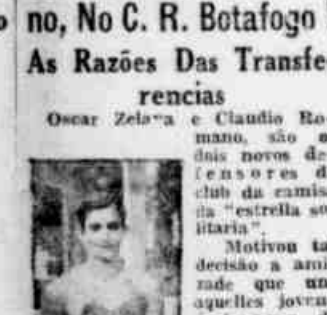 no, No C. R. Botafogo
As Razões Das Transfe
rencias
Oscar e Claudio Ro
mano, são o
dois novos de
fensores d
club da camis
da "estrella so
litaria".
Motivou ta
decisão a ami
zade que un
aquelles joven